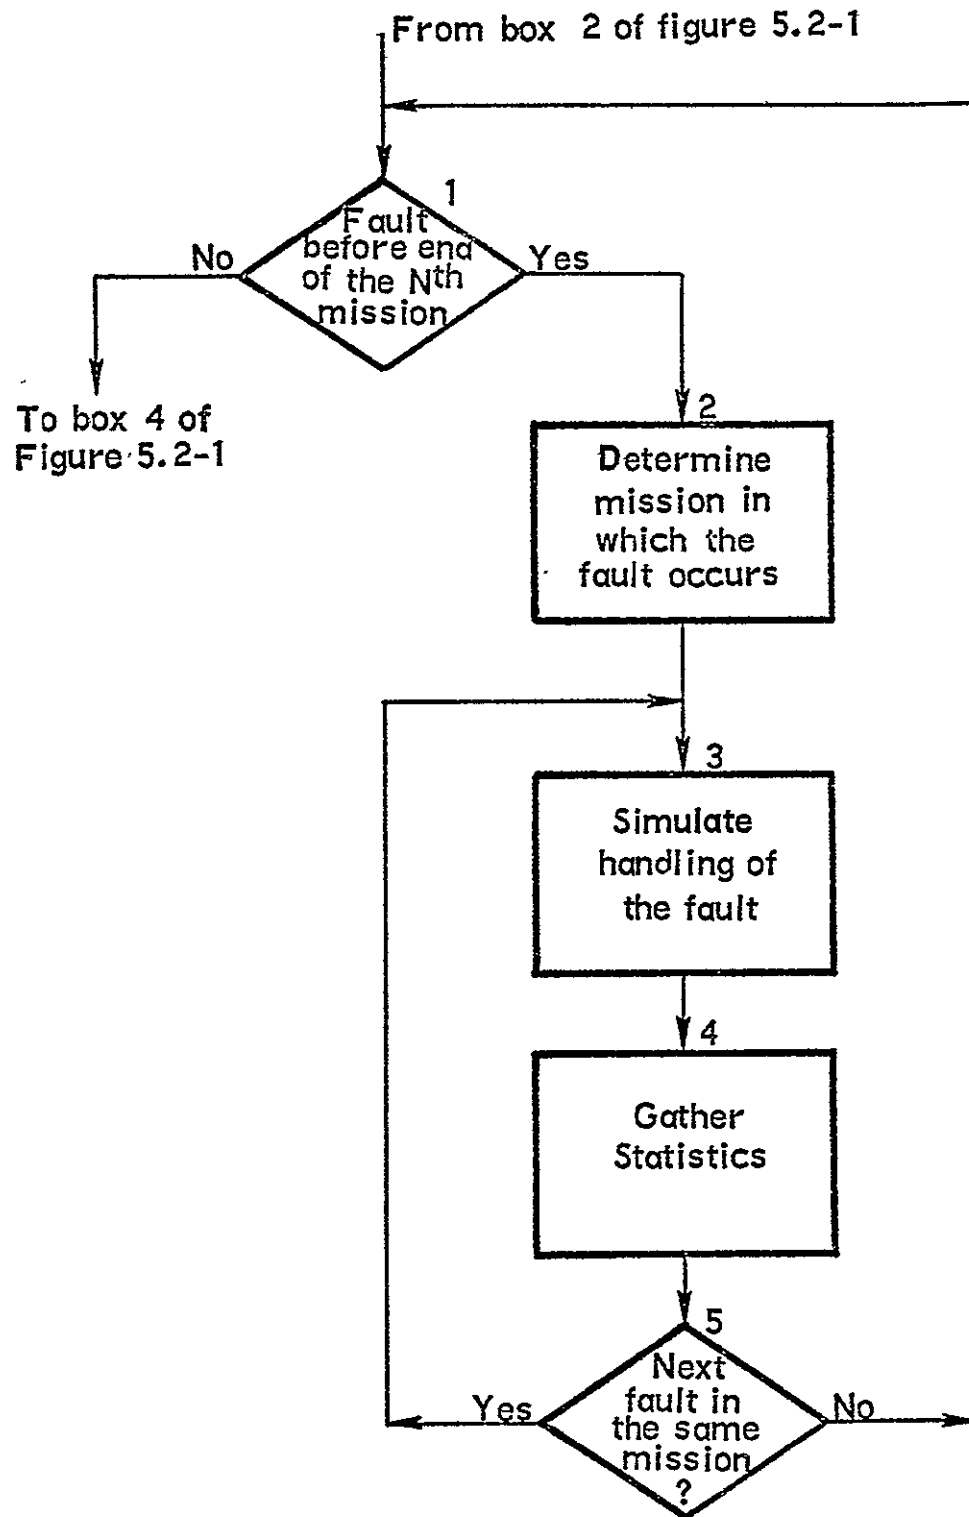 From box 2 of figure 5.2-1
1
Fault
before end
of the Nth
mission
No
Yes
To box 4 of
Figure 5.2-1
2
Determine
mission in
which the
fault occurs
3
Simulate
handling of
the fault
4
Gather
Statistics
5
Next
fault in
the same
mission
?
Yes
No